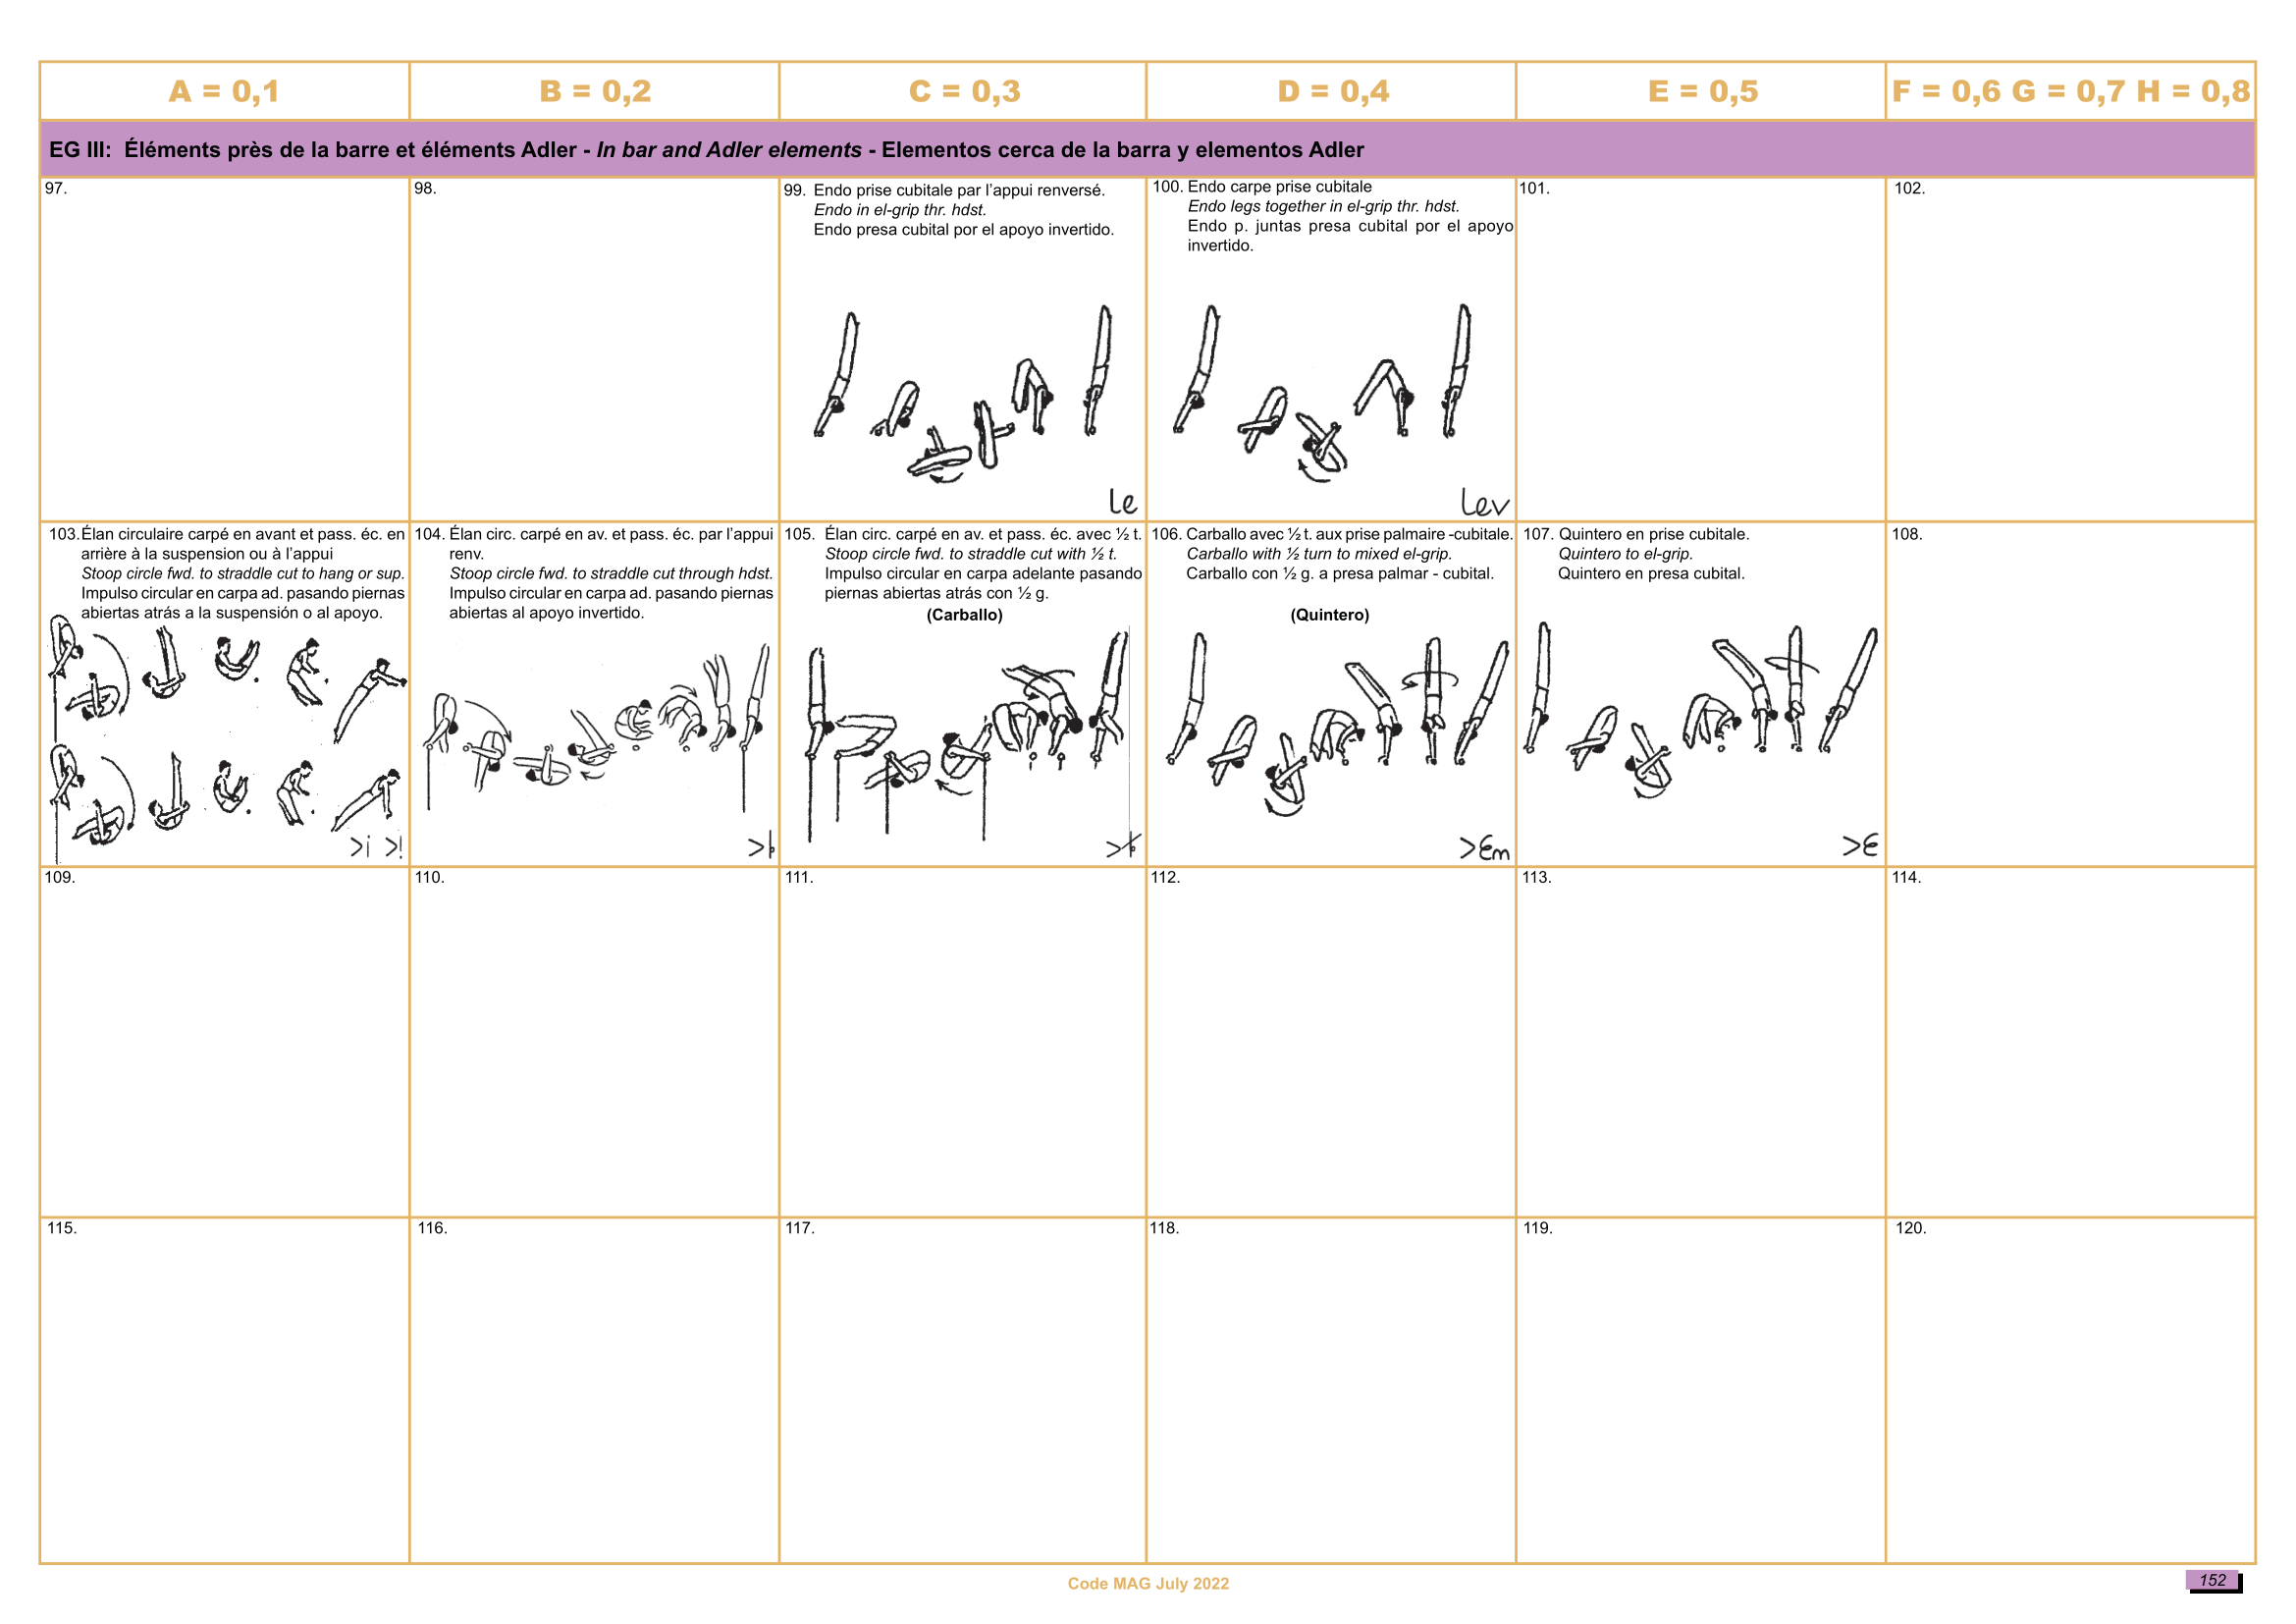 A = 0,1
B = 0,2
C = 0,3
D = 0,4
E = 0,5
F = 0,6 G = 0,7 H = 0,8
EG III: Éléments près de la barre et éléments Adler - In bar and Adler elements - Elementos cerca de la barra y elementos Adler
97.
98.
99. Endo prise cubitale par l'appui renversé.
Endo in el-grip thr. hdst.
Endo presa cubital por el apoyo invertido.
le
100. Endo carpe prise cubitale
Endo legs together in el-grip thr. hdst.
Endo p. juntas presa cubital por el apoyo
invertido.
lev
101.
102.
103. Élan circulaire carpé en avant et pass. éc. en
arrière à la suspension ou à l'appui
Stoop circle fwd. to straddle cut to hang or sup.
Impulso circular en carpa ad. pasando piernas
abiertas atrás a la suspensión o al apoyo.
>i >!
104. Élan circ. carpé en av. et pass. éc. par l'appui
renv.
Stoop circle fwd. to straddle cut through hdst.
Impulso circular en carpa ad. pasando piernas
abiertas al apoyo invertido.
105. Élan circ. carpé en av. et pass. éc. avec ½ t.
Stoop circle fwd. to straddle cut with ½ t.
Impulso circular en carpa adelante pasando
piernas abiertas atrás con ½ g.
(Carballo)
106. Carballo avec ½ t. aux prise palmaire -cubitale.
Carballo with ½ turn to mixed el-grip.
Carballo con ½ g. a presa palmar - cubital.
(Quintero)
107. Quintero en prise cubitale.
Quintero to el-grip.
Quintero en presa cubital.
108.
109.
110.
111.
112.
113.
114.
115.
116.
117.
118.
119.
120.
Code MAG July 2022
152